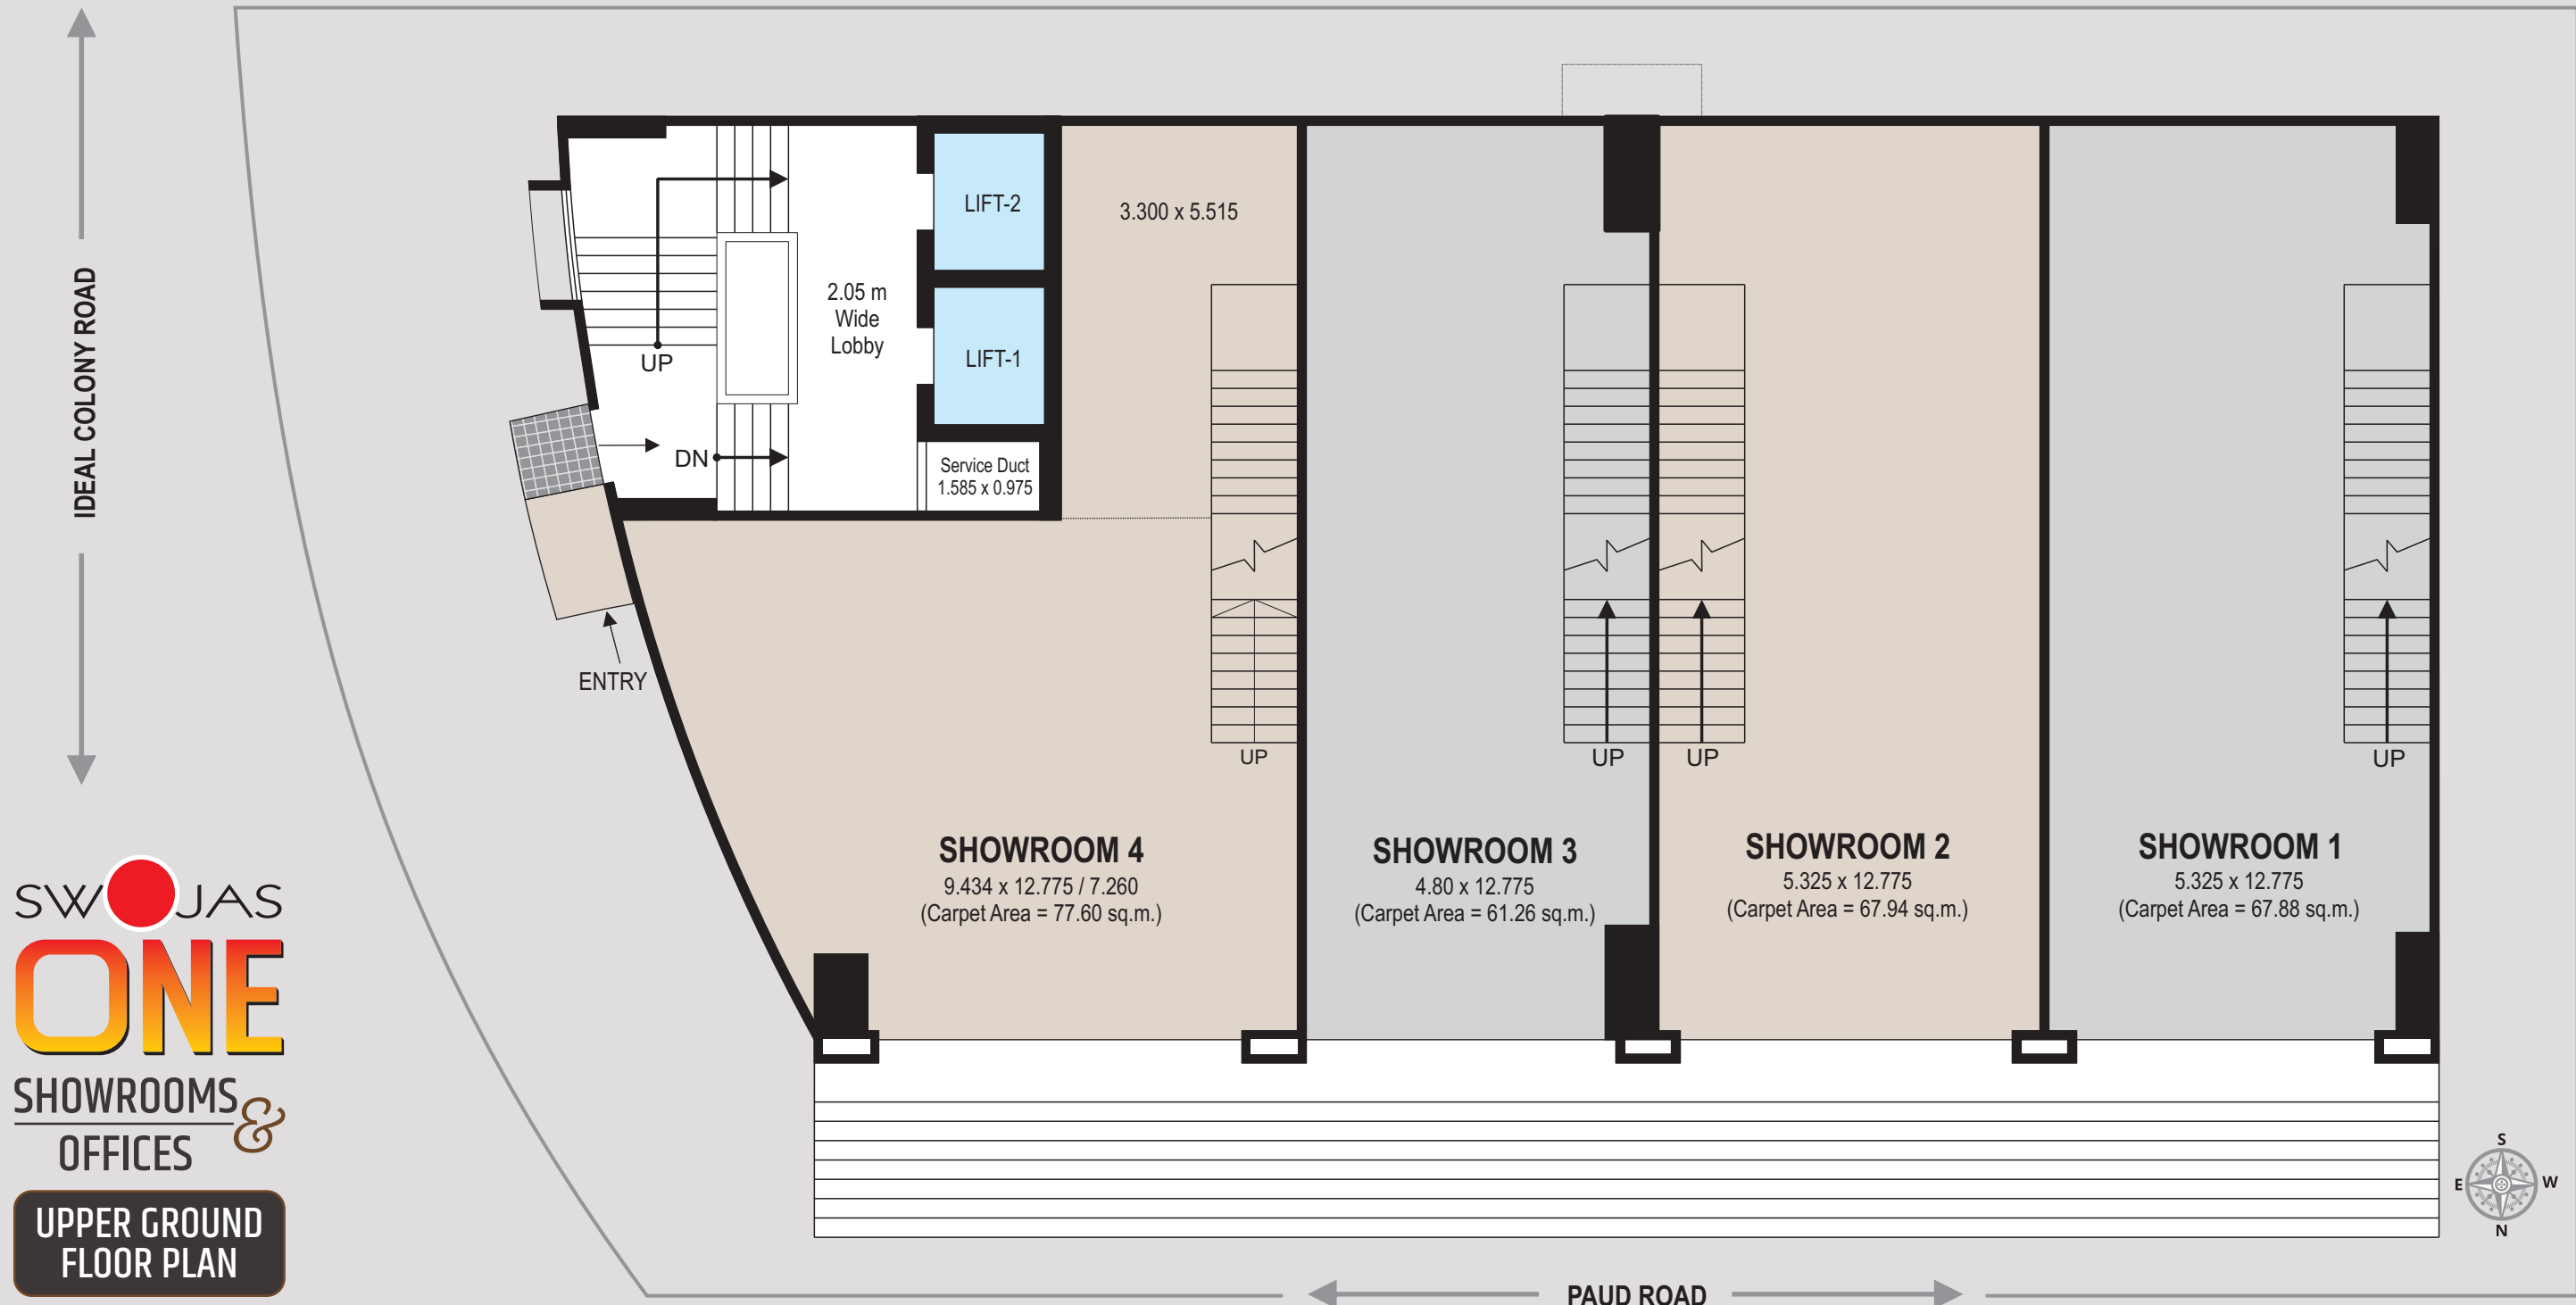 IDEAL COLONY ROAD
LIFT-2
3.300 x 5.515
2.05 m
Wide
Lobby
LIFT-1
UP
DN
Service Duct
1.585 x 0.975
ENTRY
UP
UP
UP
UP
SHOWROOM 4
9.434 x 12.775 / 7.260
(Carpet Area = 77.60 sq.m.)
SHOWROOM 3
4.80 x 12.775
(Carpet Area = 61.26 sq.m.)
SHOWROOM 2
5.325 x 12.775
(Carpet Area = 67.94 sq.m.)
SHOWROOM 1
5.325 x 12.775
(Carpet Area = 67.88 sq.m.)
SWOJAS
ONE
SHOWROOMS
&
OFFICES
UPPER GROUND
FLOOR PLAN
S
E W
N
PAUD ROAD